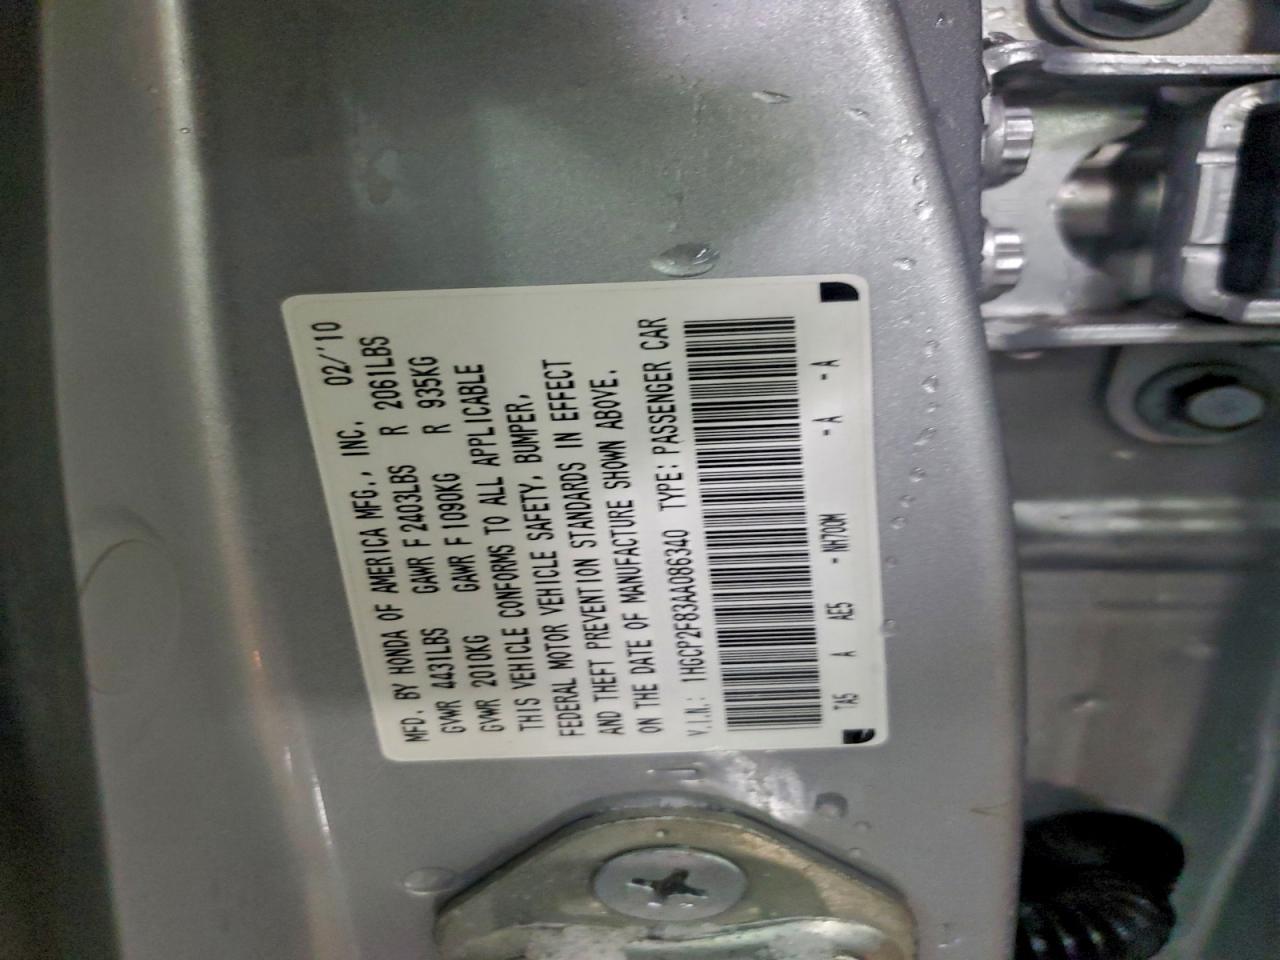 MFD. BY HONDA OF AMERICA MFG., INC. 02/'10
GVWR 4431LBS GAWR F 2403LBS R 2061LBS
GVWR 2010KG GAWR F 1090KG R 935KG
THIS VEHICLE CONFORMS TO ALL APPLICABLE
FEDERAL MOTOR VEHICLE SAFETY, BUMPER,
AND THEFT PREVENTION STANDARDS IN EFFECT
ON THE DATE OF MANUFACTURE SHOWN ABOVE.
V.I.N.: 1HGCP2F83AA086340 TYPE: PASSENGER CAR
TA5 A AE5 -NH700M -A -A